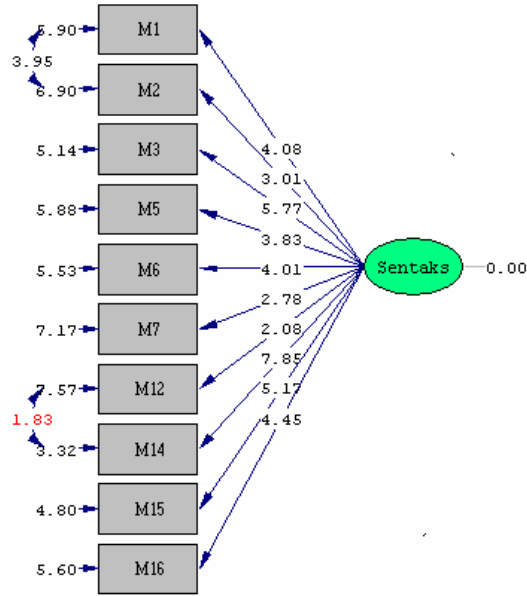 5.90 M1
3.95
6.90 M2
5.14 M3
4.08
3.01
5.77
5.88 M5
3.83
5.53 M6
4.01
Sentaks 0.00
2.78
7.17 M7
2.08
7.85
7.57 M12
5.17
1.83
4.45
3.32 M14
4.80 M15
5.60 M16